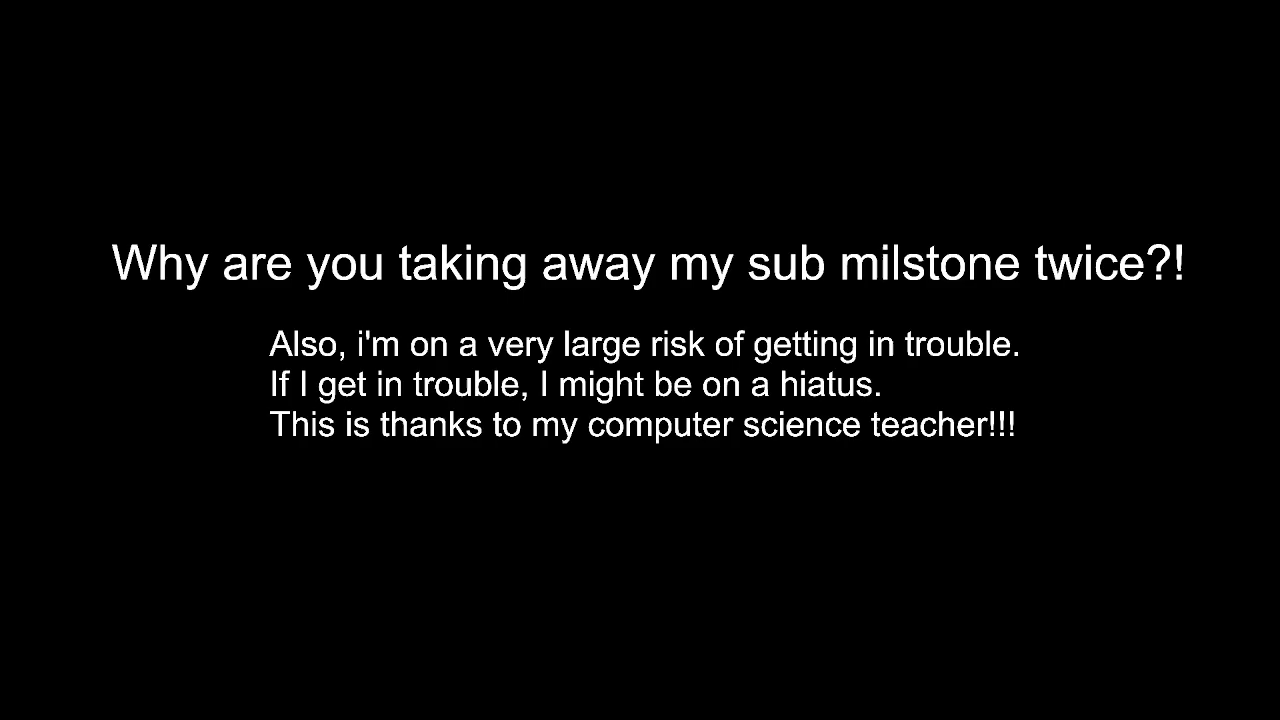 Why are you taking away my sub milstone twice?!
Also, i'm on a very large risk of getting in trouble.
If I get in trouble, I might be on a hiatus.
This is thanks to my computer science teacher!!!